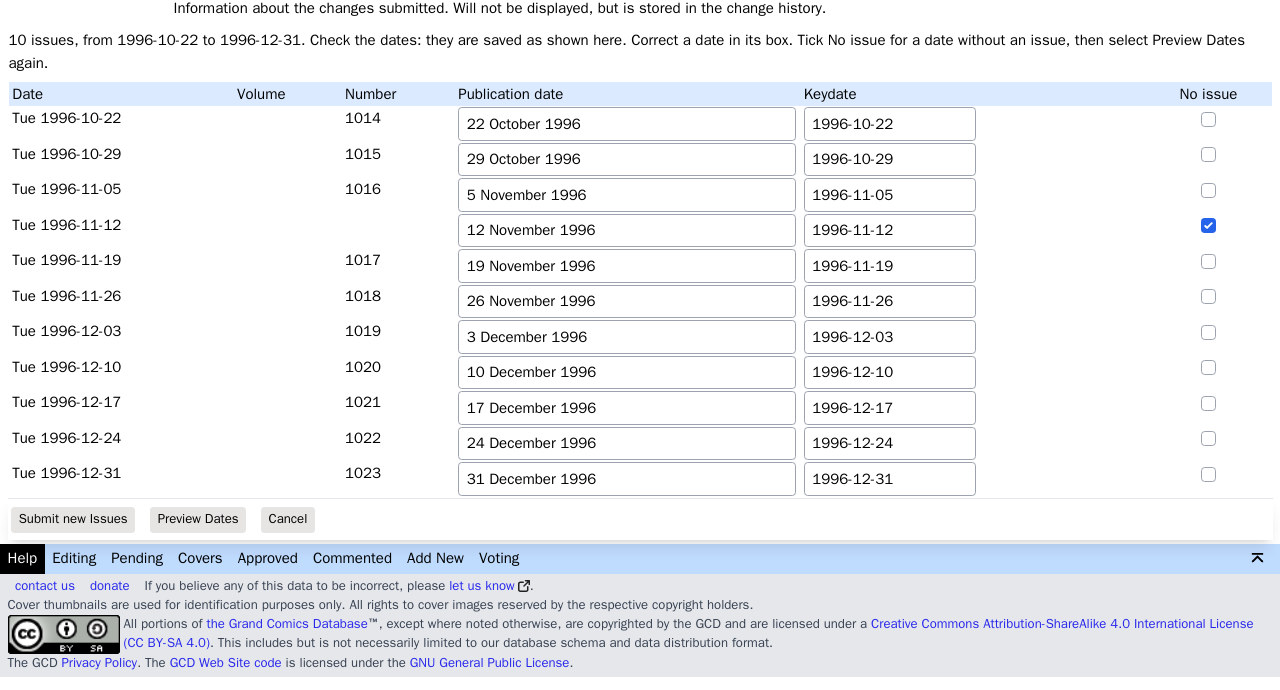 Information about the changes submitted. Will not be displayed, but is stored in the change history.
10 issues, from 1996-10-22 to 1996-12-31. Check the dates: they are saved as shown here. Correct a date in its box. Tick No issue for a date without an issue, then select Preview Dates
again.
Date Volume Number Publication date Keydate No issue
Tue 1996-10-22 1014 22 October 1996 1996-10-22
Tue 1996-10-29 1015 29 October 1996 1996-10-29
Tue 1996-11-05 1016 5 November 1996 1996-11-05
Tue 1996-11-12 12 November 1996 1996-11-12
Tue 1996-11-19 1017 19 November 1996 1996-11-19
Tue 1996-11-26 1018 26 November 1996 1996-11-26
Tue 1996-12-03 1019 3 December 1996 1996-12-03
Tue 1996-12-10 1020 10 December 1996 1996-12-10
Tue 1996-12-17 1021 17 December 1996 1996-12-17
Tue 1996-12-24 1022 24 December 1996 1996-12-24
Tue 1996-12-31 1023 31 December 1996 1996-12-31
Submit new Issues Preview Dates Cancel
Help Editing Pending Covers Approved Commented Add New Voting
contact us donate If you believe any of this data to be incorrect, please let us know.
Cover thumbnails are used for identification purposes only. All rights to cover images reserved by the respective copyright holders.
cc BY SA All portions of the Grand Comics Database™, except where noted otherwise, are copyrighted by the GCD and are licensed under a Creative Commons Attribution-ShareAlike 4.0 International License
(CC BY-SA 4.0). This includes but is not necessarily limited to our database schema and data distribution format.
The GCD Privacy Policy. The GCD Web Site code is licensed under the GNU General Public License.